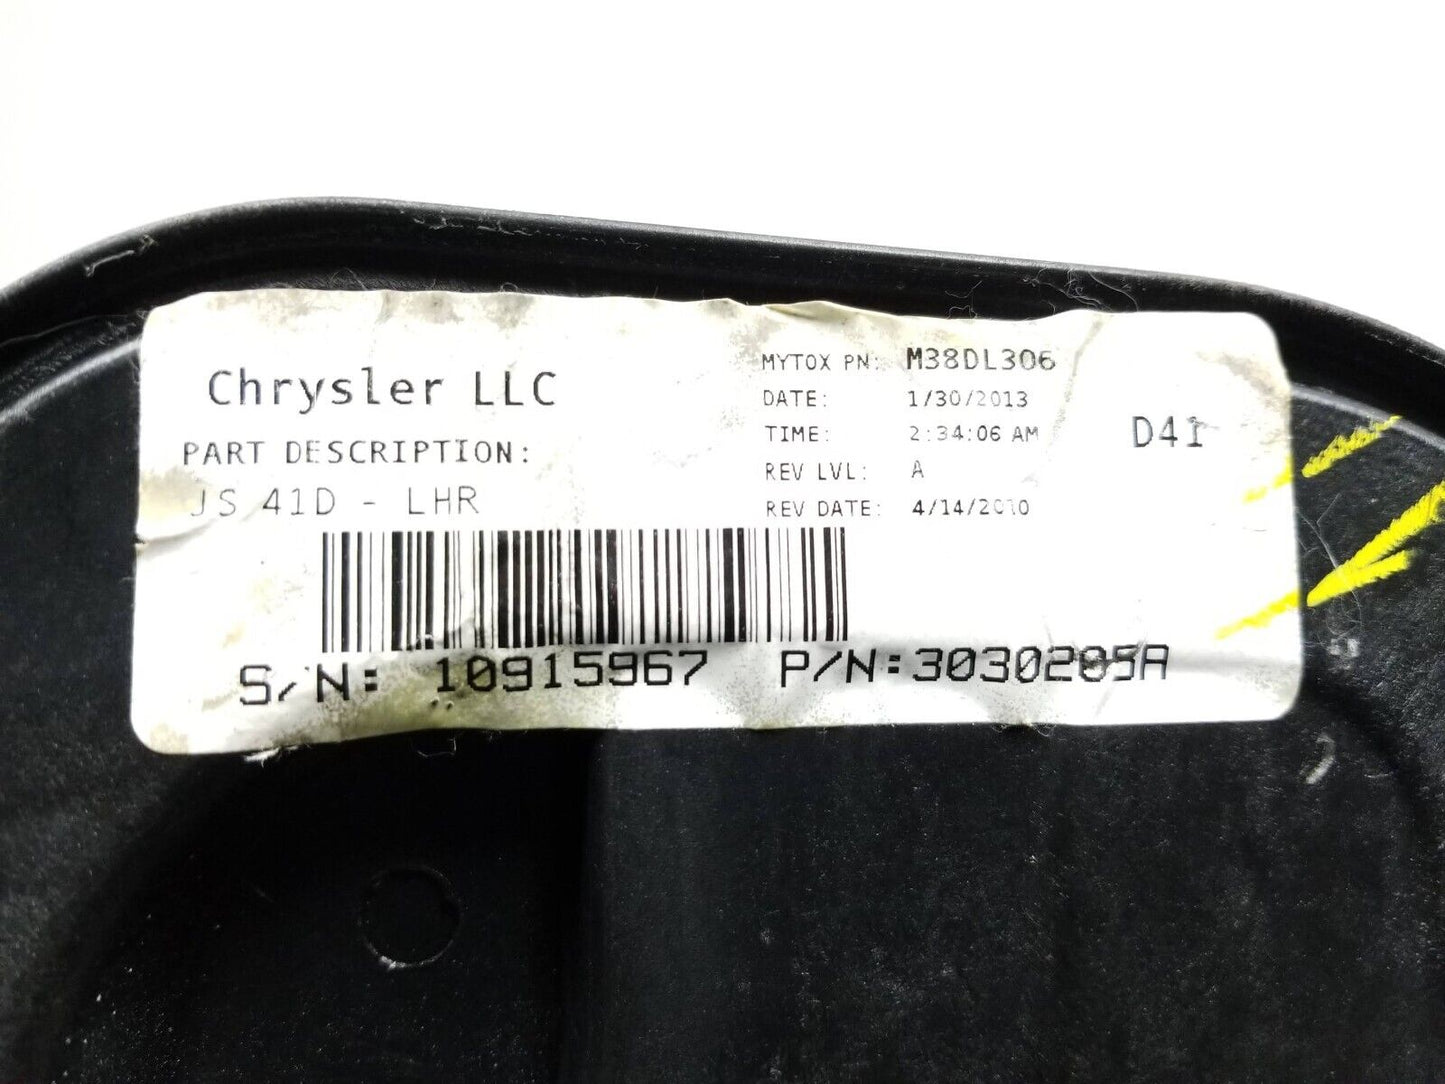 Chrysler LLC
PART DESCRIPTION:
JS 41D - LHR
MYTOX PN: M38DL306
DATE: 1/30/2013
TIME: 2:34:06 AM
REV LVL: A
REV DATE: 4/14/2010
D41
S/N: 10915967 P/N:3030205A